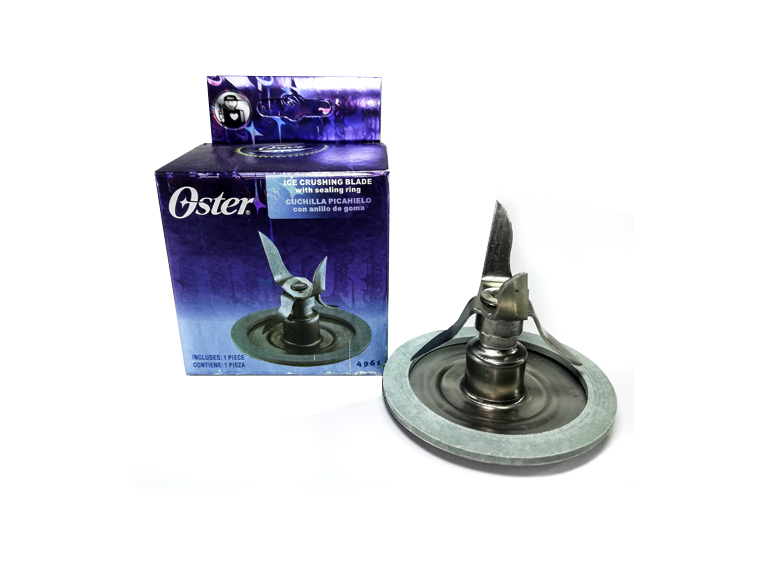 Oster
Oster®
ICE CRUSHING BLADE
with sealing ring
CUCHILLA PICAHIELO
con anillo de goma
INCLUDES: 1 PIECE
CONTIENE: 1 PIEZA
4961